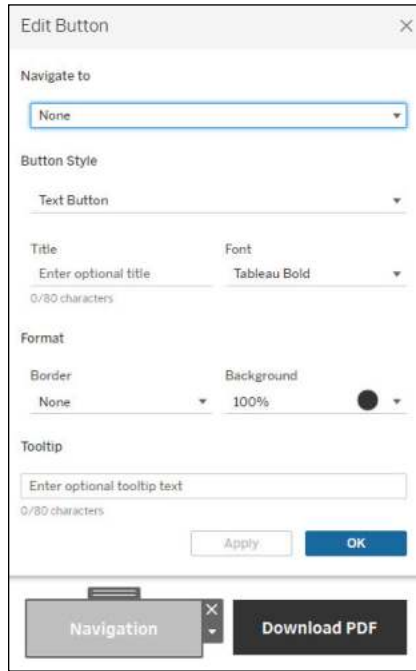 Edit Button
Navigate to
None
Button Style
Text Button
Title Font
Enter optional title Tableau Bold
0/80 characters
Format
Border Background
None 100%
Tooltip
Enter optional tooltip text
0/80 characters
Apply OK
Navigation Download PDF